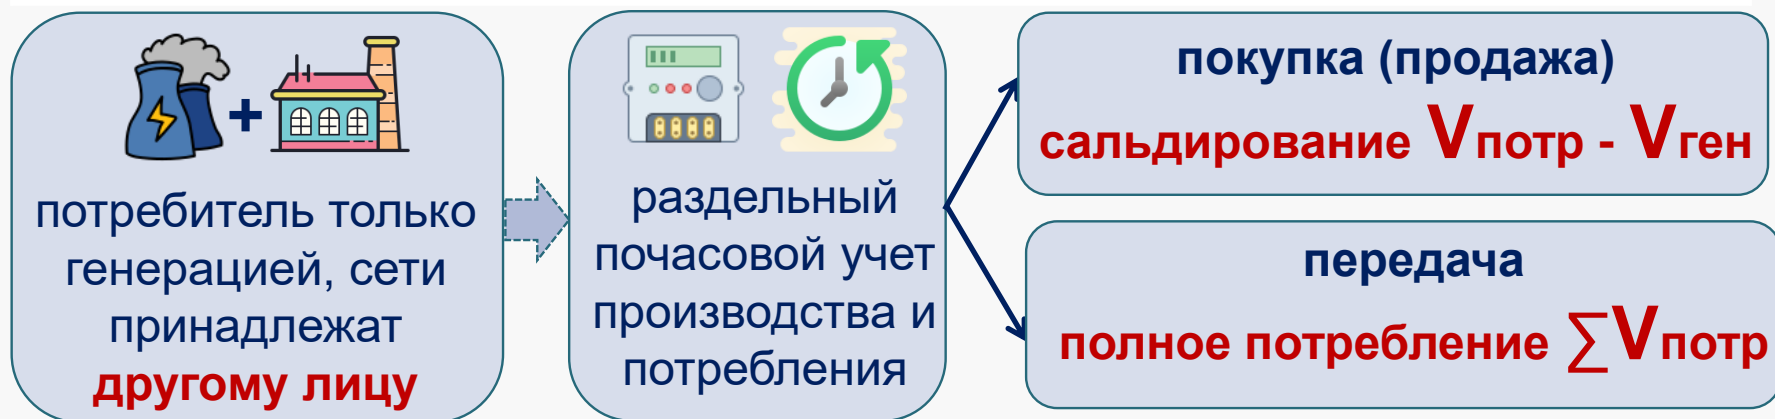 +
потребитель только
генерацией, сети
принадлежат
другому лицу
раздельный
почасовой учет
производства и
потребления
покупка (продажа)
сальдирование Vпотр - Vген
передача
полное потребление ∑Vпотр